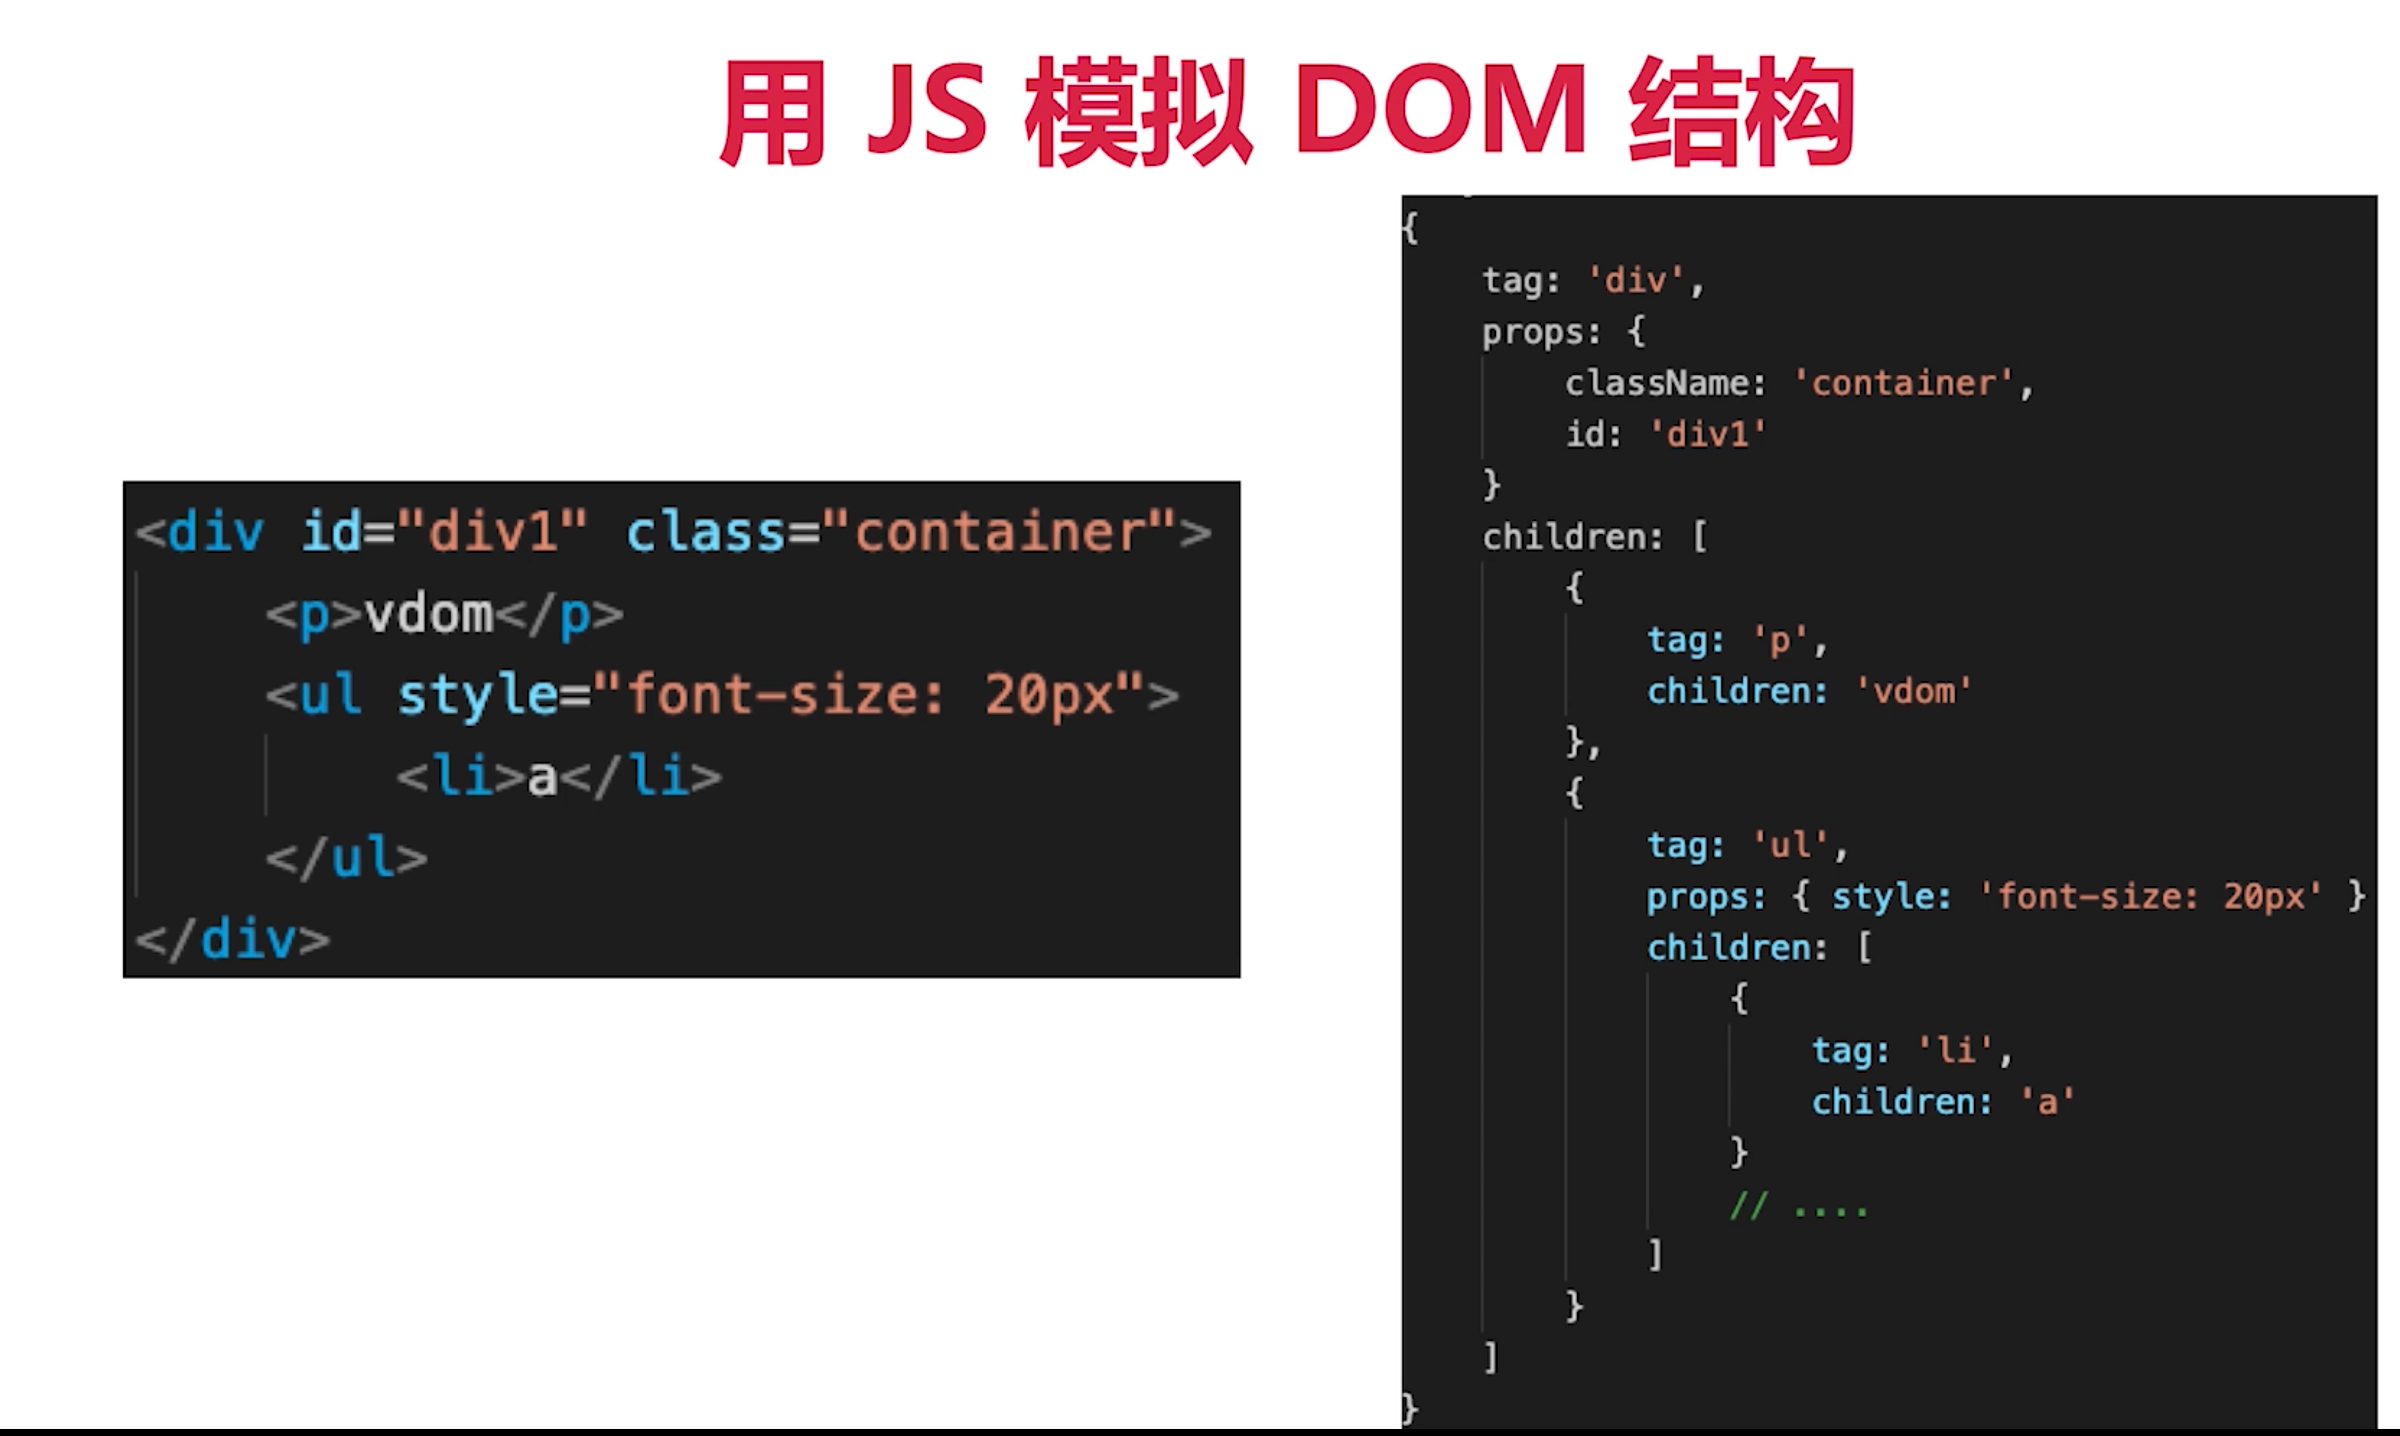 用 JS 模拟 DOM 结构
<div id="div1" class="container">
    <p>vdom</p>
    <ul style="font-size: 20px">
        <li>a</li>
    </ul>
</div>
{
    tag: 'div',
    props: {
        className: 'container',
        id: 'div1'
    }
    children: [
        {
            tag: 'p',
            children: 'vdom'
        },
        {
            tag: 'ul',
            props: { style: 'font-size: 20px' }
            children: [
                {
                    tag: 'li',
                    children: 'a'
                }
                // ....
            ]
        }
    ]
}